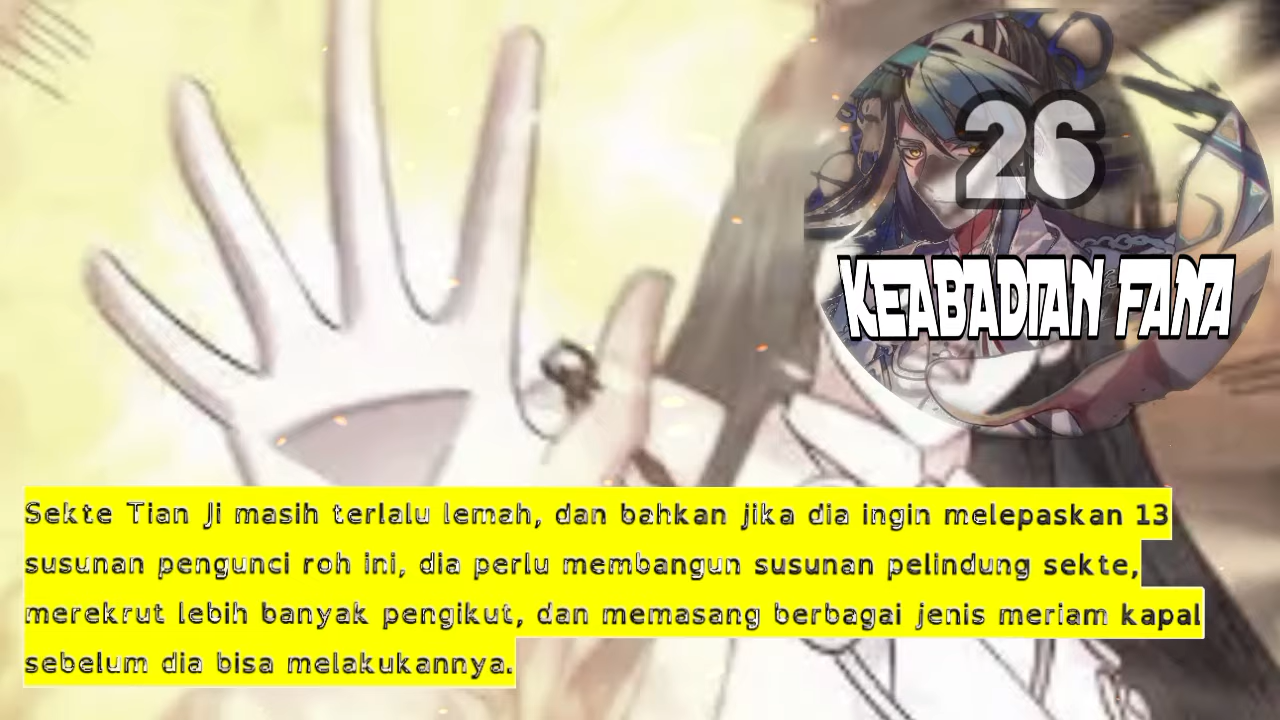 26
KEABADIAN FANA
Sekte Tian Ji masih terlalu lemah, dan bahkan jika dia ingin melepaskan 13
susunan pengunci roh ini, dia perlu membangun susunan pelindung sekte,
merekrut lebih banyak pengikut, dan memasang berbagai jenis meriam kapal
sebelum dia bisa melakukannya.